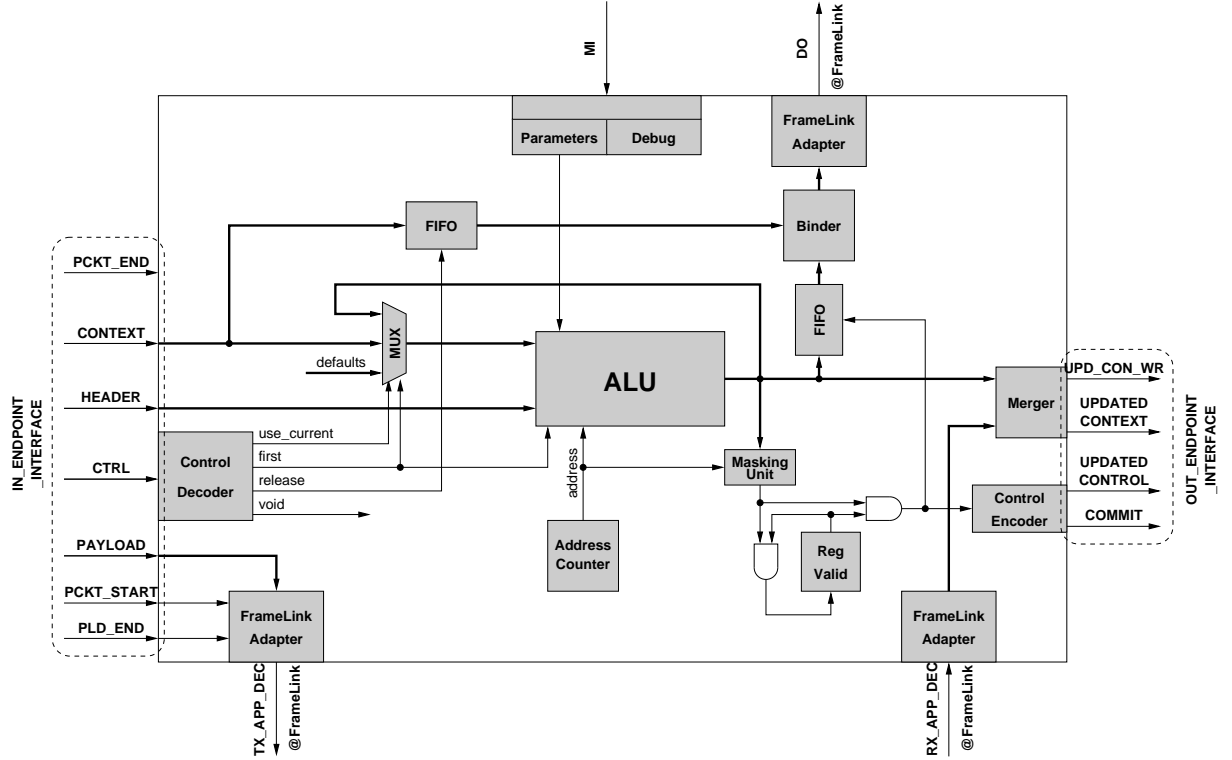 MI
DO
@FrameLink
Parameters
Debug
FrameLink
Adapter
FIFO
Binder
FIFO
PCKT_END
CONTEXT
defaults
MUX
ALU
HEADER
IN_ENDPOINT
_INTERFACE
CTRL
Control
Decoder
use_current
first
release
void
address
Address
Counter
Masking
Unit
Reg
Valid
Merger
UPD_CON_WR
UPDATED
CONTEXT
UPDATED
CONTROL
COMMIT
Control
Encoder
OUT_ENDPOINT
_INTERFACE
PAYLOAD
PCKT_START
PLD_END
FrameLink
Adapter
FrameLink
Adapter
TX_APP_DEC
@FrameLink
RX_APP_DEC
@FrameLink